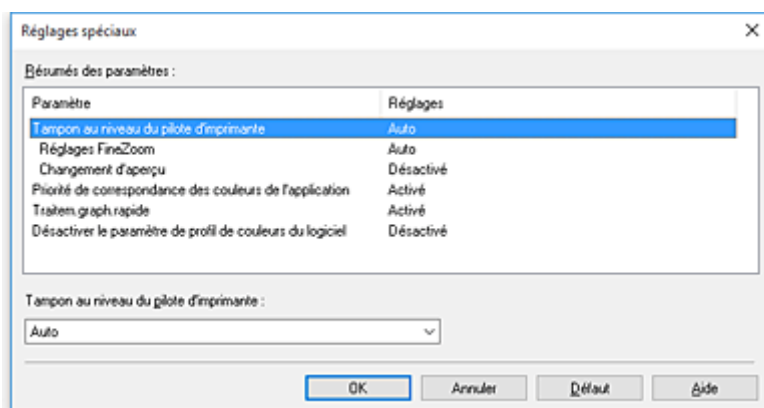 Réglages spéciaux
Résumés des paramètres :
Paramètre Réglages
Tampon au niveau du pilote d'imprimante Auto
Réglages FineZoom Auto
Changement d'aperçu Désactivé
Priorité de correspondance des couleurs de l'application Activé
Traitem.graph.rapide Activé
Désactiver le paramètre de profil de couleurs du logiciel Désactivé
Tampon au niveau du pilote d'imprimante :
Auto
OK Annuler Défaut Aide